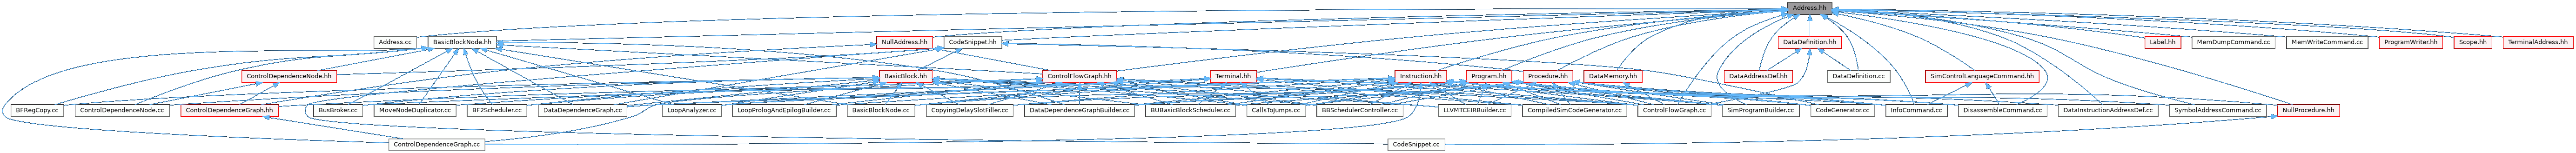 Address.hh
Address.cc
BasicBlockNode.hh
NullAddress.hh
CodeSnippet.hh
DataDefinition.hh
Label.hh
MemDumpCommand.cc
MemWriteCommand.cc
ProgramWriter.hh
Scope.hh
TerminalAddress.hh
ControlDependenceNode.hh
BasicBlock.hh
ControlFlowGraph.hh
Terminal.hh
Instruction.hh
Program.hh
Procedure.hh
DataMemory.hh
DataAddressDef.hh
DataDefinition.cc
SimControlLanguageCommand.hh
BFRegCopy.cc
ControlDependenceNode.cc
ControlDependenceGraph.hh
BusBroker.cc
MoveNodeDuplicator.cc
BF2Scheduler.cc
DataDependenceGraph.cc
LoopAnalyzer.cc
LoopPrologAndEpilogBuilder.cc
BasicBlockNode.cc
CopyingDelaySlotFiller.cc
DataDependenceGraphBuilder.cc
BUBasicBlockScheduler.cc
CallsToJumps.cc
BBSchedulerController.cc
LLVMTCEIRBuilder.cc
CompiledSimCodeGenerator.cc
ControlFlowGraph.cc
SimProgramBuilder.cc
CodeGenerator.cc
InfoCommand.cc
DisassembleCommand.cc
DataInstructionAddressDef.cc
SymbolAddressCommand.cc
NullProcedure.hh
ControlDependenceGraph.cc
CodeSnippet.cc